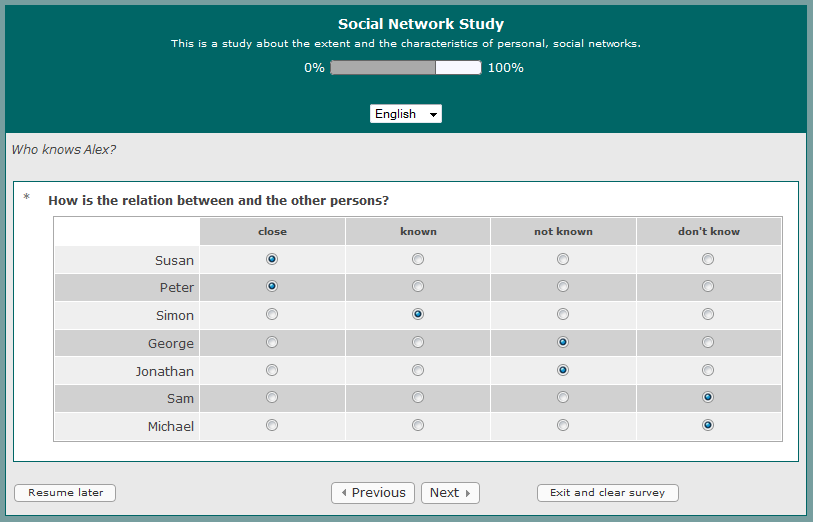 Social Network Study
This is a study about the extent and the characteristics of personal, social networks.
0% 100%
English
Who knows Alex?
* How is the relation between and the other persons?
close known not known don't know
Susan
Peter
Simon
George
Jonathan
Sam
Michael
Resume later Previous Next Exit and clear survey